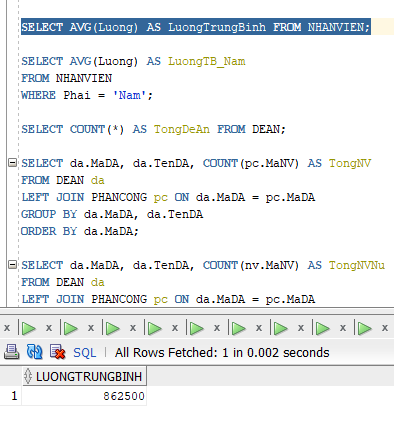 SELECT AVG(Luong) AS LuongTrungBinh FROM NHANVIEN;
SELECT AVG(Luong) AS LuongTB_Nam
FROM NHANVIEN
WHERE Phai = 'Nam';
SELECT COUNT(*) AS TongDeAn FROM DEAN;
SELECT da.MaDA, da.TenDA, COUNT(pc.MaNV) AS TongNV
FROM DEAN da
LEFT JOIN PHANCONG pc ON da.MaDA = pc.MaDA
GROUP BY da.MaDA, da.TenDA
ORDER BY da.MaDA;
SELECT da.MaDA, da.TenDA, COUNT(nv.MaNV) AS TongNVNu
FROM DEAN da
LEFT JOIN PHANCONG pc ON da.MaDA = pc.MaDA
SQL | All Rows Fetched: 1 in 0.002 seconds
LUONGTRUNGBINH
1 862500